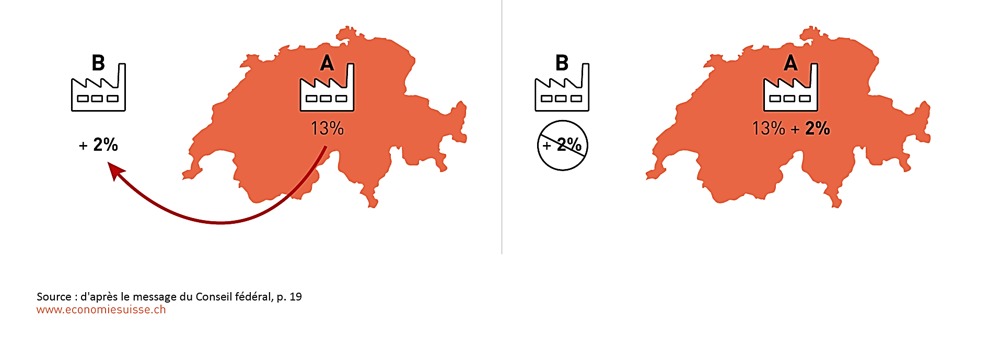 B
A
13%
+ 2%
B
A
+ 2%
13% + 2%
Source : d'après le message du Conseil fédéral, p. 19
www.economiesuisse.ch